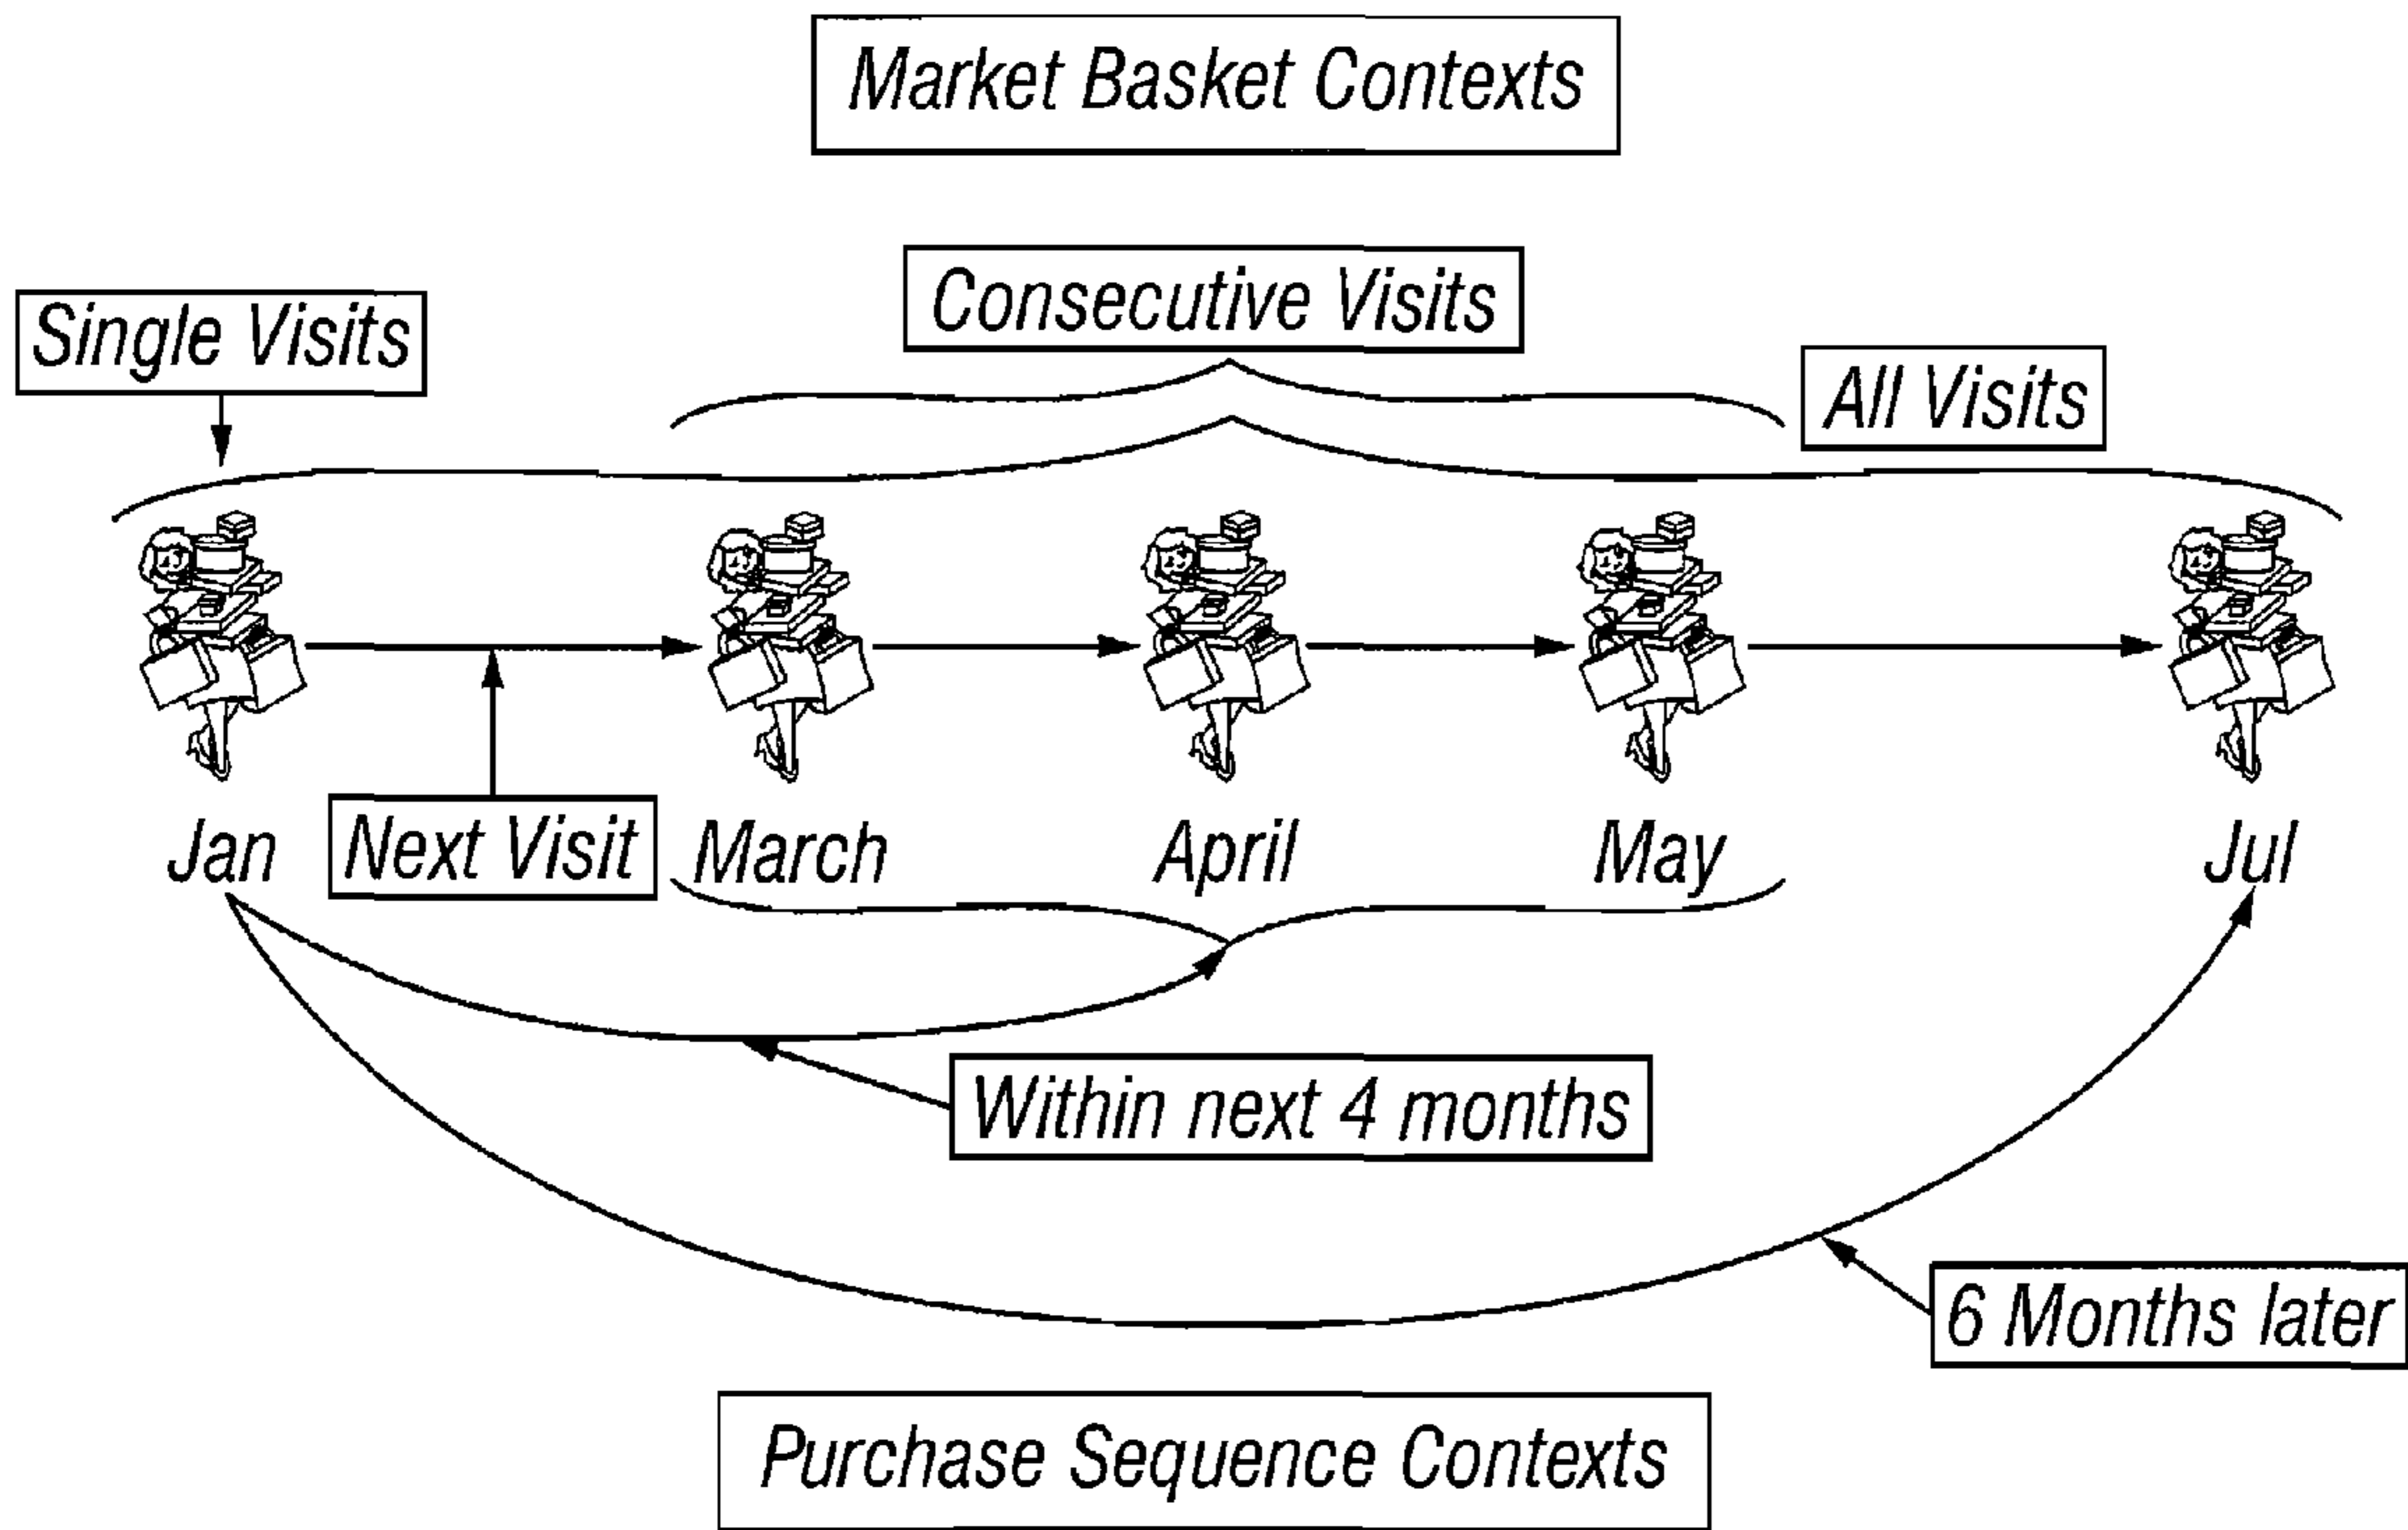 Market Basket Contexts
Consecutive Visits
Single Visits
All Visits
Jan
Next Visit
March
April
May
Jul
Within next 4 months
6 Months later
Purchase Sequence Contexts